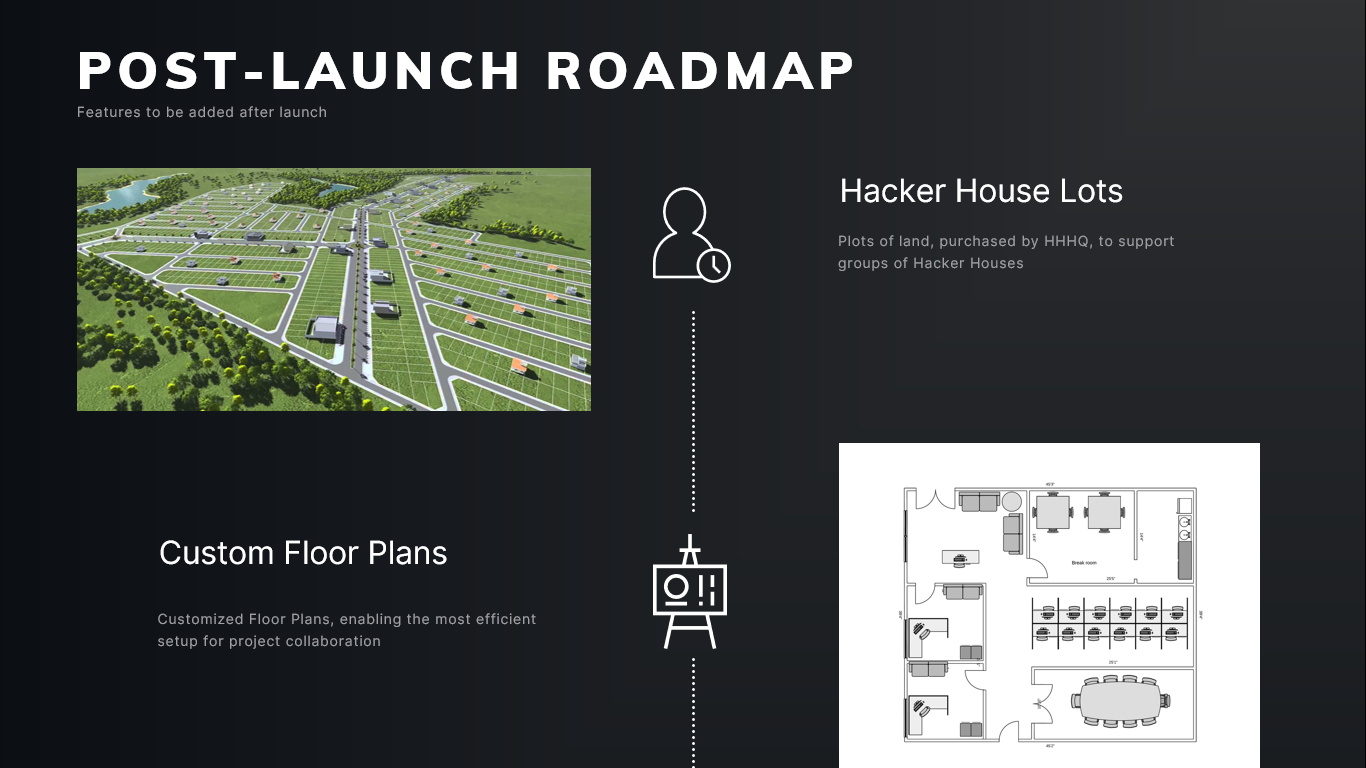 POST-LAUNCH ROADMAP
Features to be added after launch
Hacker House Lots
Plots of land, purchased by HHHQ, to support
groups of Hacker Houses
Custom Floor Plans
Customized Floor Plans, enabling the most efficient
setup for project collaboration
Break room